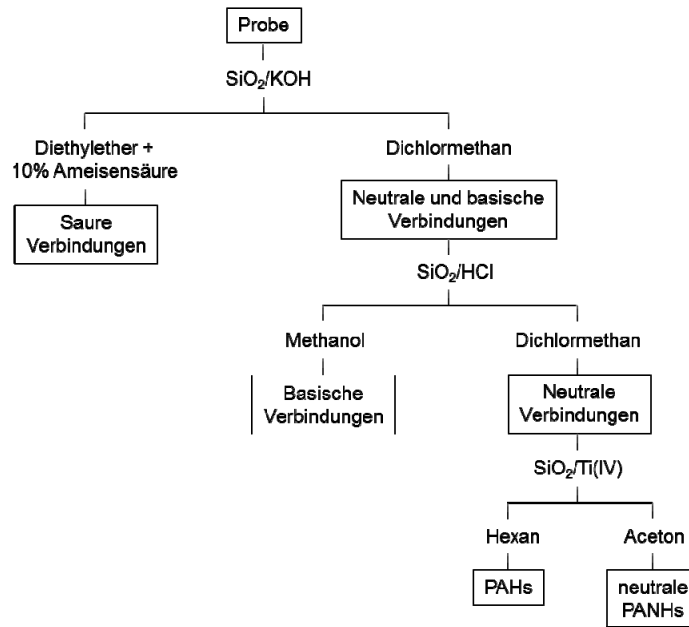 Probe
SiO₂/KOH
Diethylether +
10% Ameisensäure
Dichlormethan
Saure
Verbindungen
Neutrale und basische
Verbindungen
SiO₂/HCl
Methanol
Dichlormethan
Basische
Verbindungen
Neutrale
Verbindungen
SiO₂/Ti(IV)
Hexan
Aceton
PAHs
neutrale
PANHs